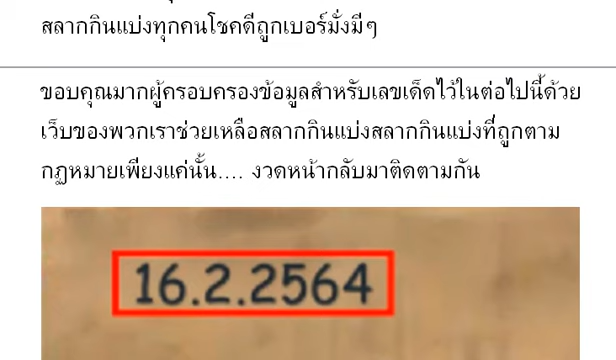 สลากกินแบ่งทุกคนโชคดีถูกเบอร์มั่งมีๆ
ขอบคุณมากผู้ครอบครองข้อมูลสำหรับเลขเด็ดไว้ในต่อไปนี้ด้วย
เว็บของพวกเราช่วยเหลือสลากกินแบ่งสลากกินแบ่งที่ถูกตาม
กฎหมายเพียงแค่นั้น.... งวดหน้ากลับมาติดตามกัน
16.2.2564